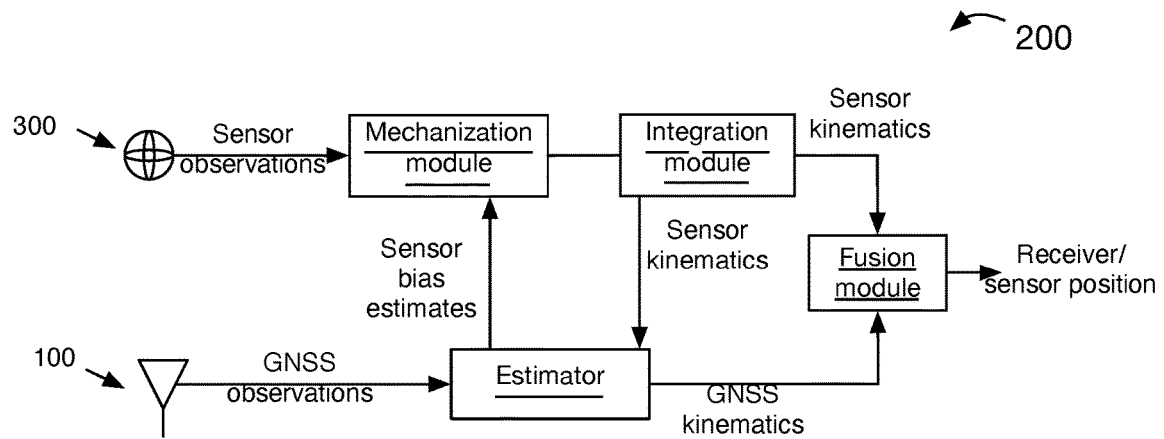 200
300
Sensor
observations
Mechanization
module
Integration
module
Sensor
kinematics
Sensor
bias
estimates
Sensor
kinematics
Fusion
module
Receiver/
sensor position
100
GNSS
observations
Estimator
GNSS
kinematics